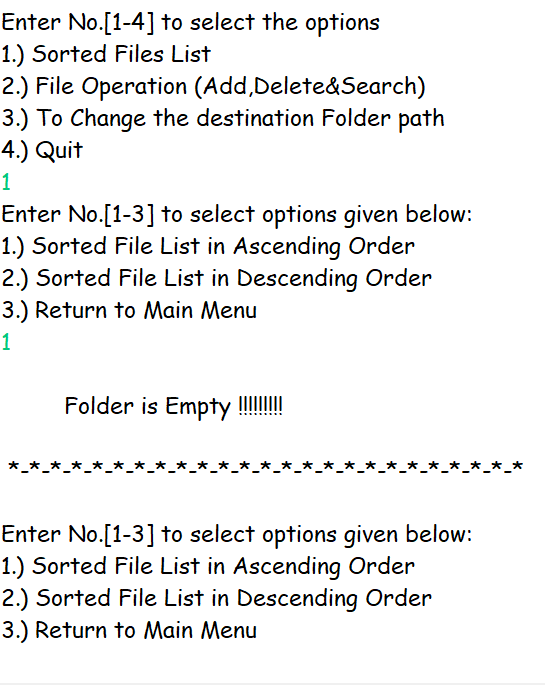 Enter No.[1-4] to select the options
1.) Sorted Files List
2.) File Operation (Add,Delete&Search)
3.) To Change the destination Folder path
4.) Quit
1
Enter No.[1-3] to select options given below:
1.) Sorted File List in Ascending Order
2.) Sorted File List in Descending Order
3.) Return to Main Menu
1
Folder is Empty !!!!!!!!!
*-*-*-*-*-*-*-*-*-*-*-*-*-*-*-*-*-*-*-*-*-*-*-*-*
Enter No.[1-3] to select options given below:
1.) Sorted File List in Ascending Order
2.) Sorted File List in Descending Order
3.) Return to Main Menu